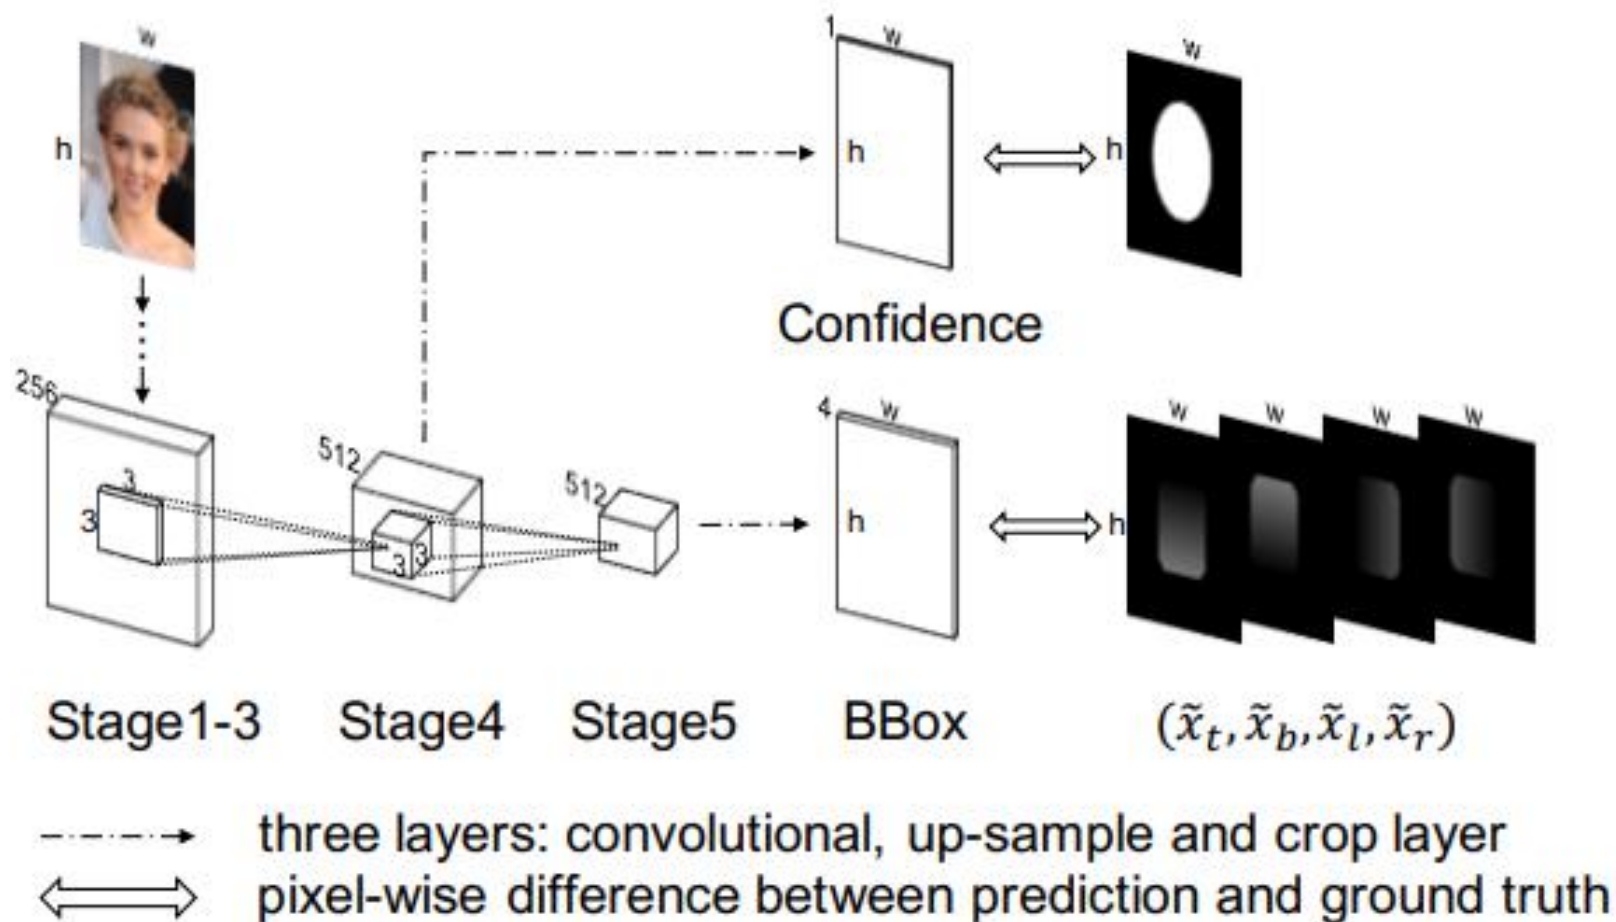 w
h
1
w
h
w
h
Confidence
256
3
3
512
3
3
512
4
w
h
h
w
w
w
w
Stage1-3
Stage4
Stage5
BBox
(x̃_t, x̃_b, x̃_l, x̃_r)
three layers: convolutional, up-sample and crop layer
pixel-wise difference between prediction and ground truth